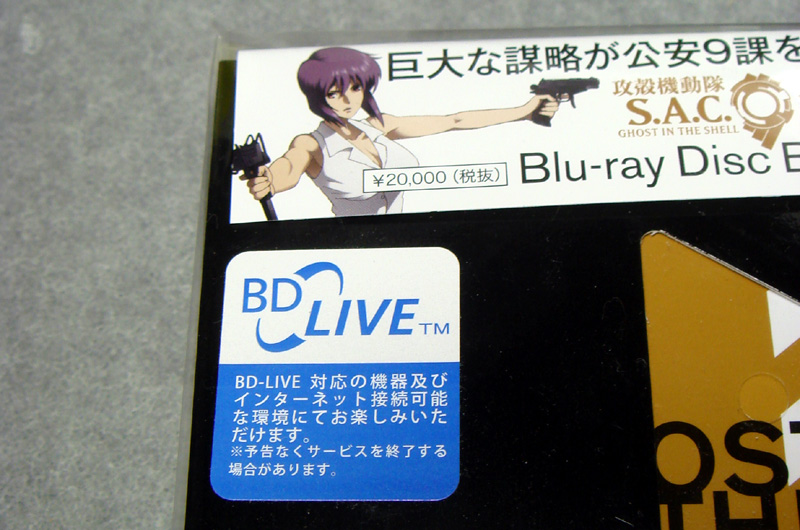 巨大な謀略が公安9課を
攻殻機動隊
S.A.C.
GHOST IN THE SHELL
¥20,000（税抜）
Blu-ray Disc B
BD LIVE TM
BD-LIVE 対応の機器及び
インターネット接続可能
な環境にてお楽しみいた
だけます。
※予告なくサービスを終了する
場合があります。
OST
THE